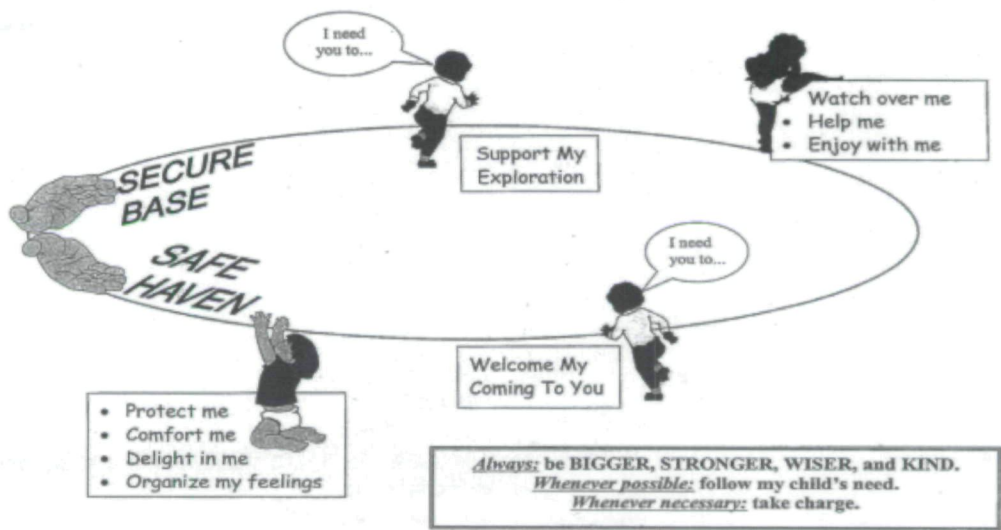 I need
you to...
• Watch over me
• Help me
• Enjoy with me
Support My
Exploration
SECURE
BASE
SAFE
HAVEN
I need
you to...
Welcome My
Coming To You
• Protect me
• Comfort me
• Delight in me
• Organize my feelings
Always: be BIGGER, STRONGER, WISER, and KIND.
Whenever possible: follow my child's need.
Whenever necessary: take charge.